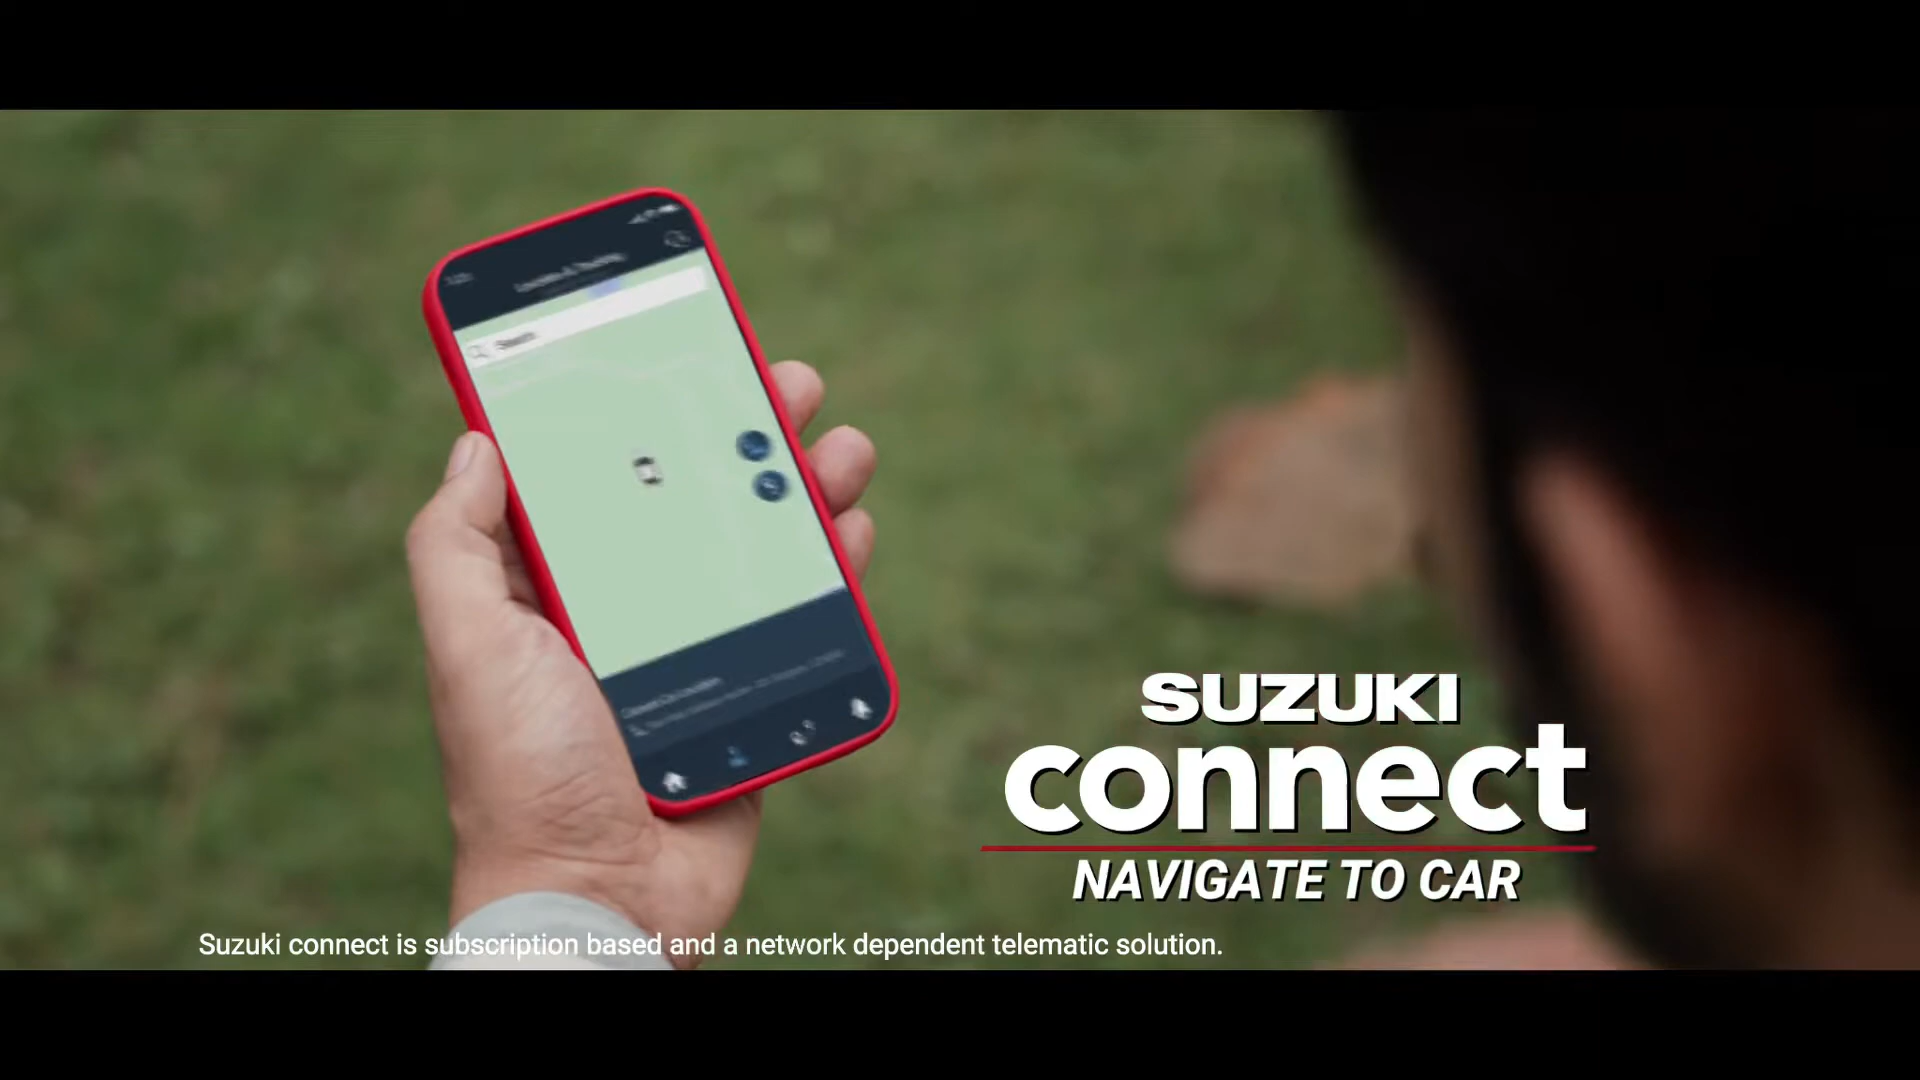 SUZUKI
connect
NAVIGATE TO CAR
Suzuki connect is subscription based and a network dependent telematic solution.